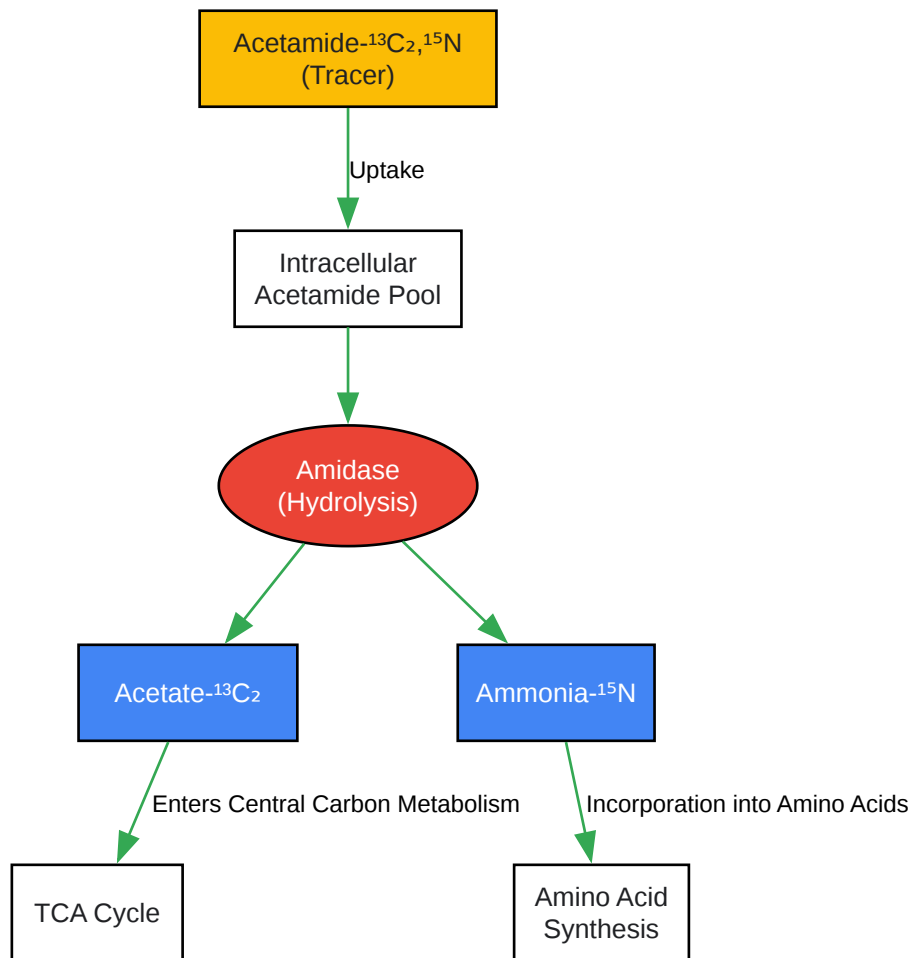 Acetamide-¹³C₂,¹⁵N
(Tracer)
Uptake
Intracellular
Acetamide Pool
Amidase
(Hydrolysis)
Acetate-¹³C₂
Ammonia-¹⁵N
Enters Central Carbon Metabolism
Incorporation into Amino Acids
TCA Cycle
Amino Acid
Synthesis